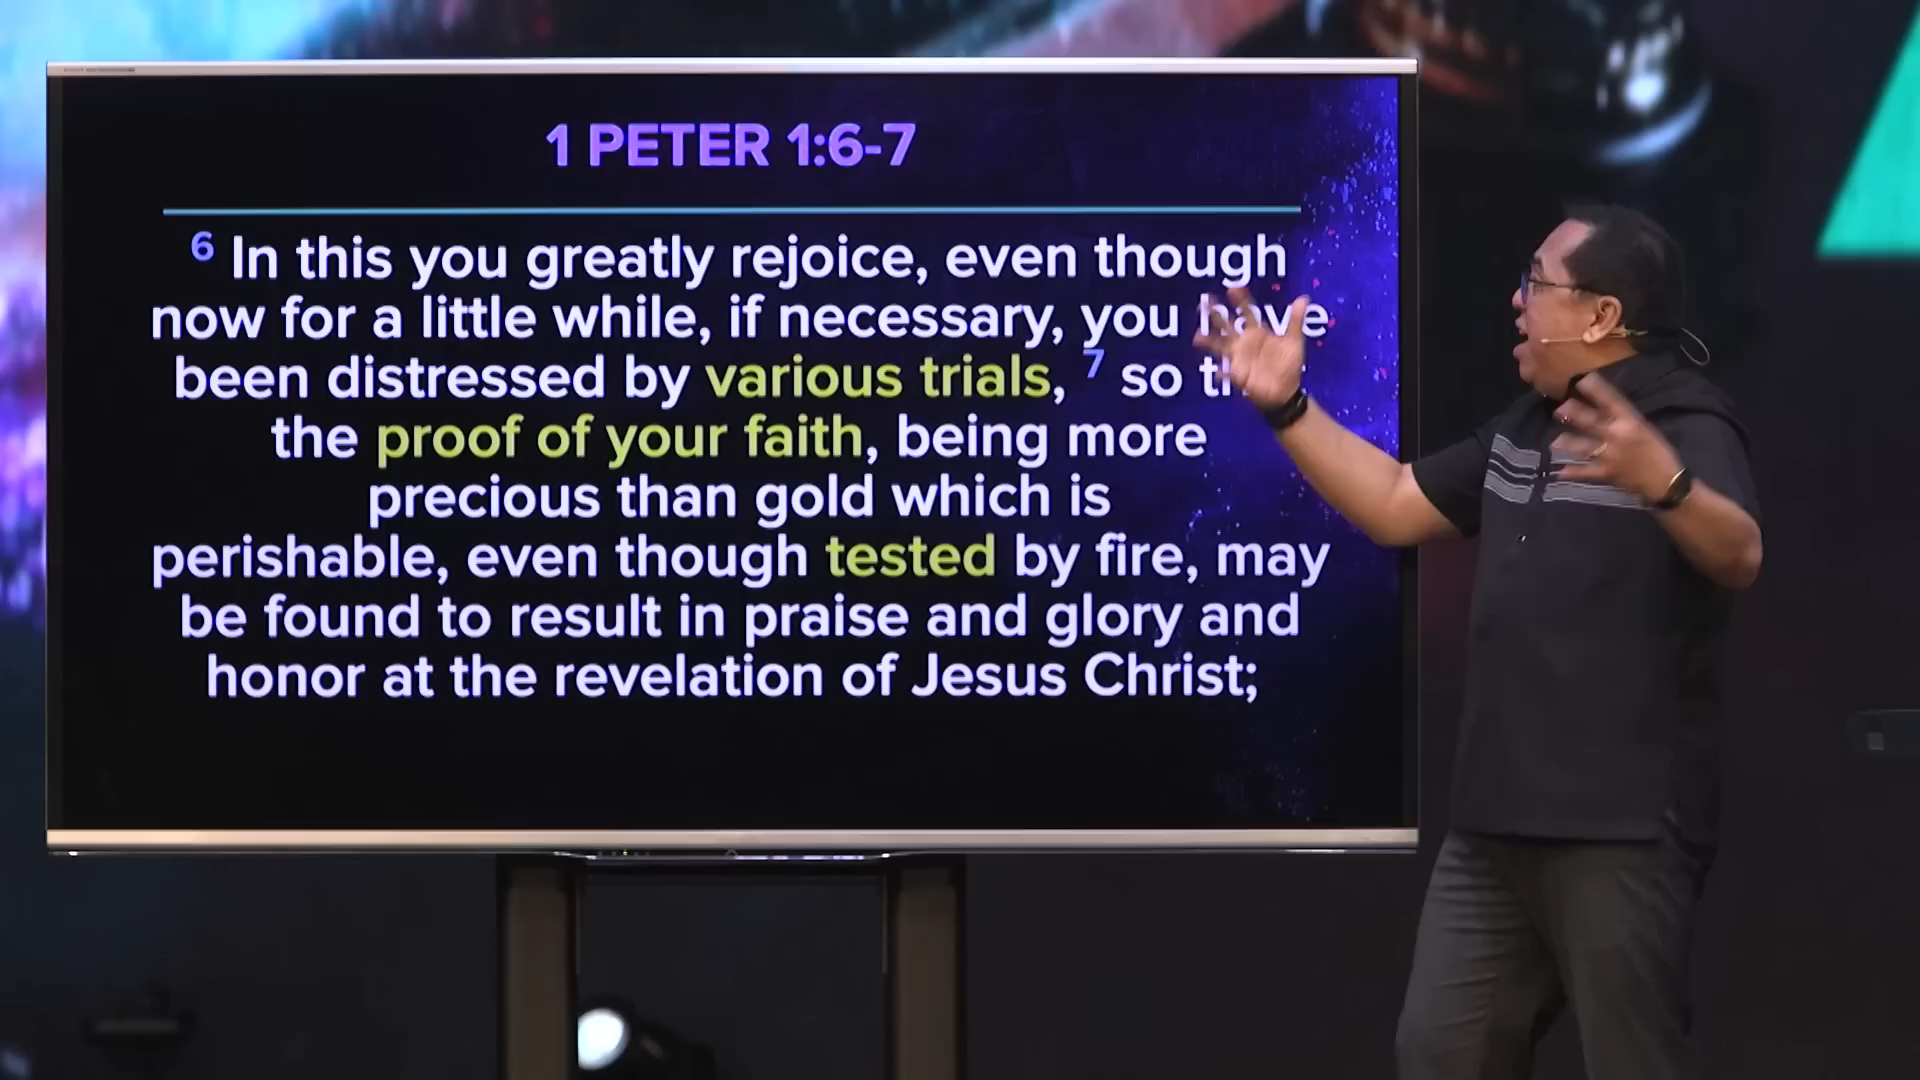 1 PETER 1:6-7
6 In this you greatly rejoice, even though
now for a little while, if necessary, you have
been distressed by various trials, 7 so
the proof of your faith, being more
precious than gold which is
perishable, even though tested by fire, may
be found to result in praise and glory and
honor at the revelation of Jesus Christ;